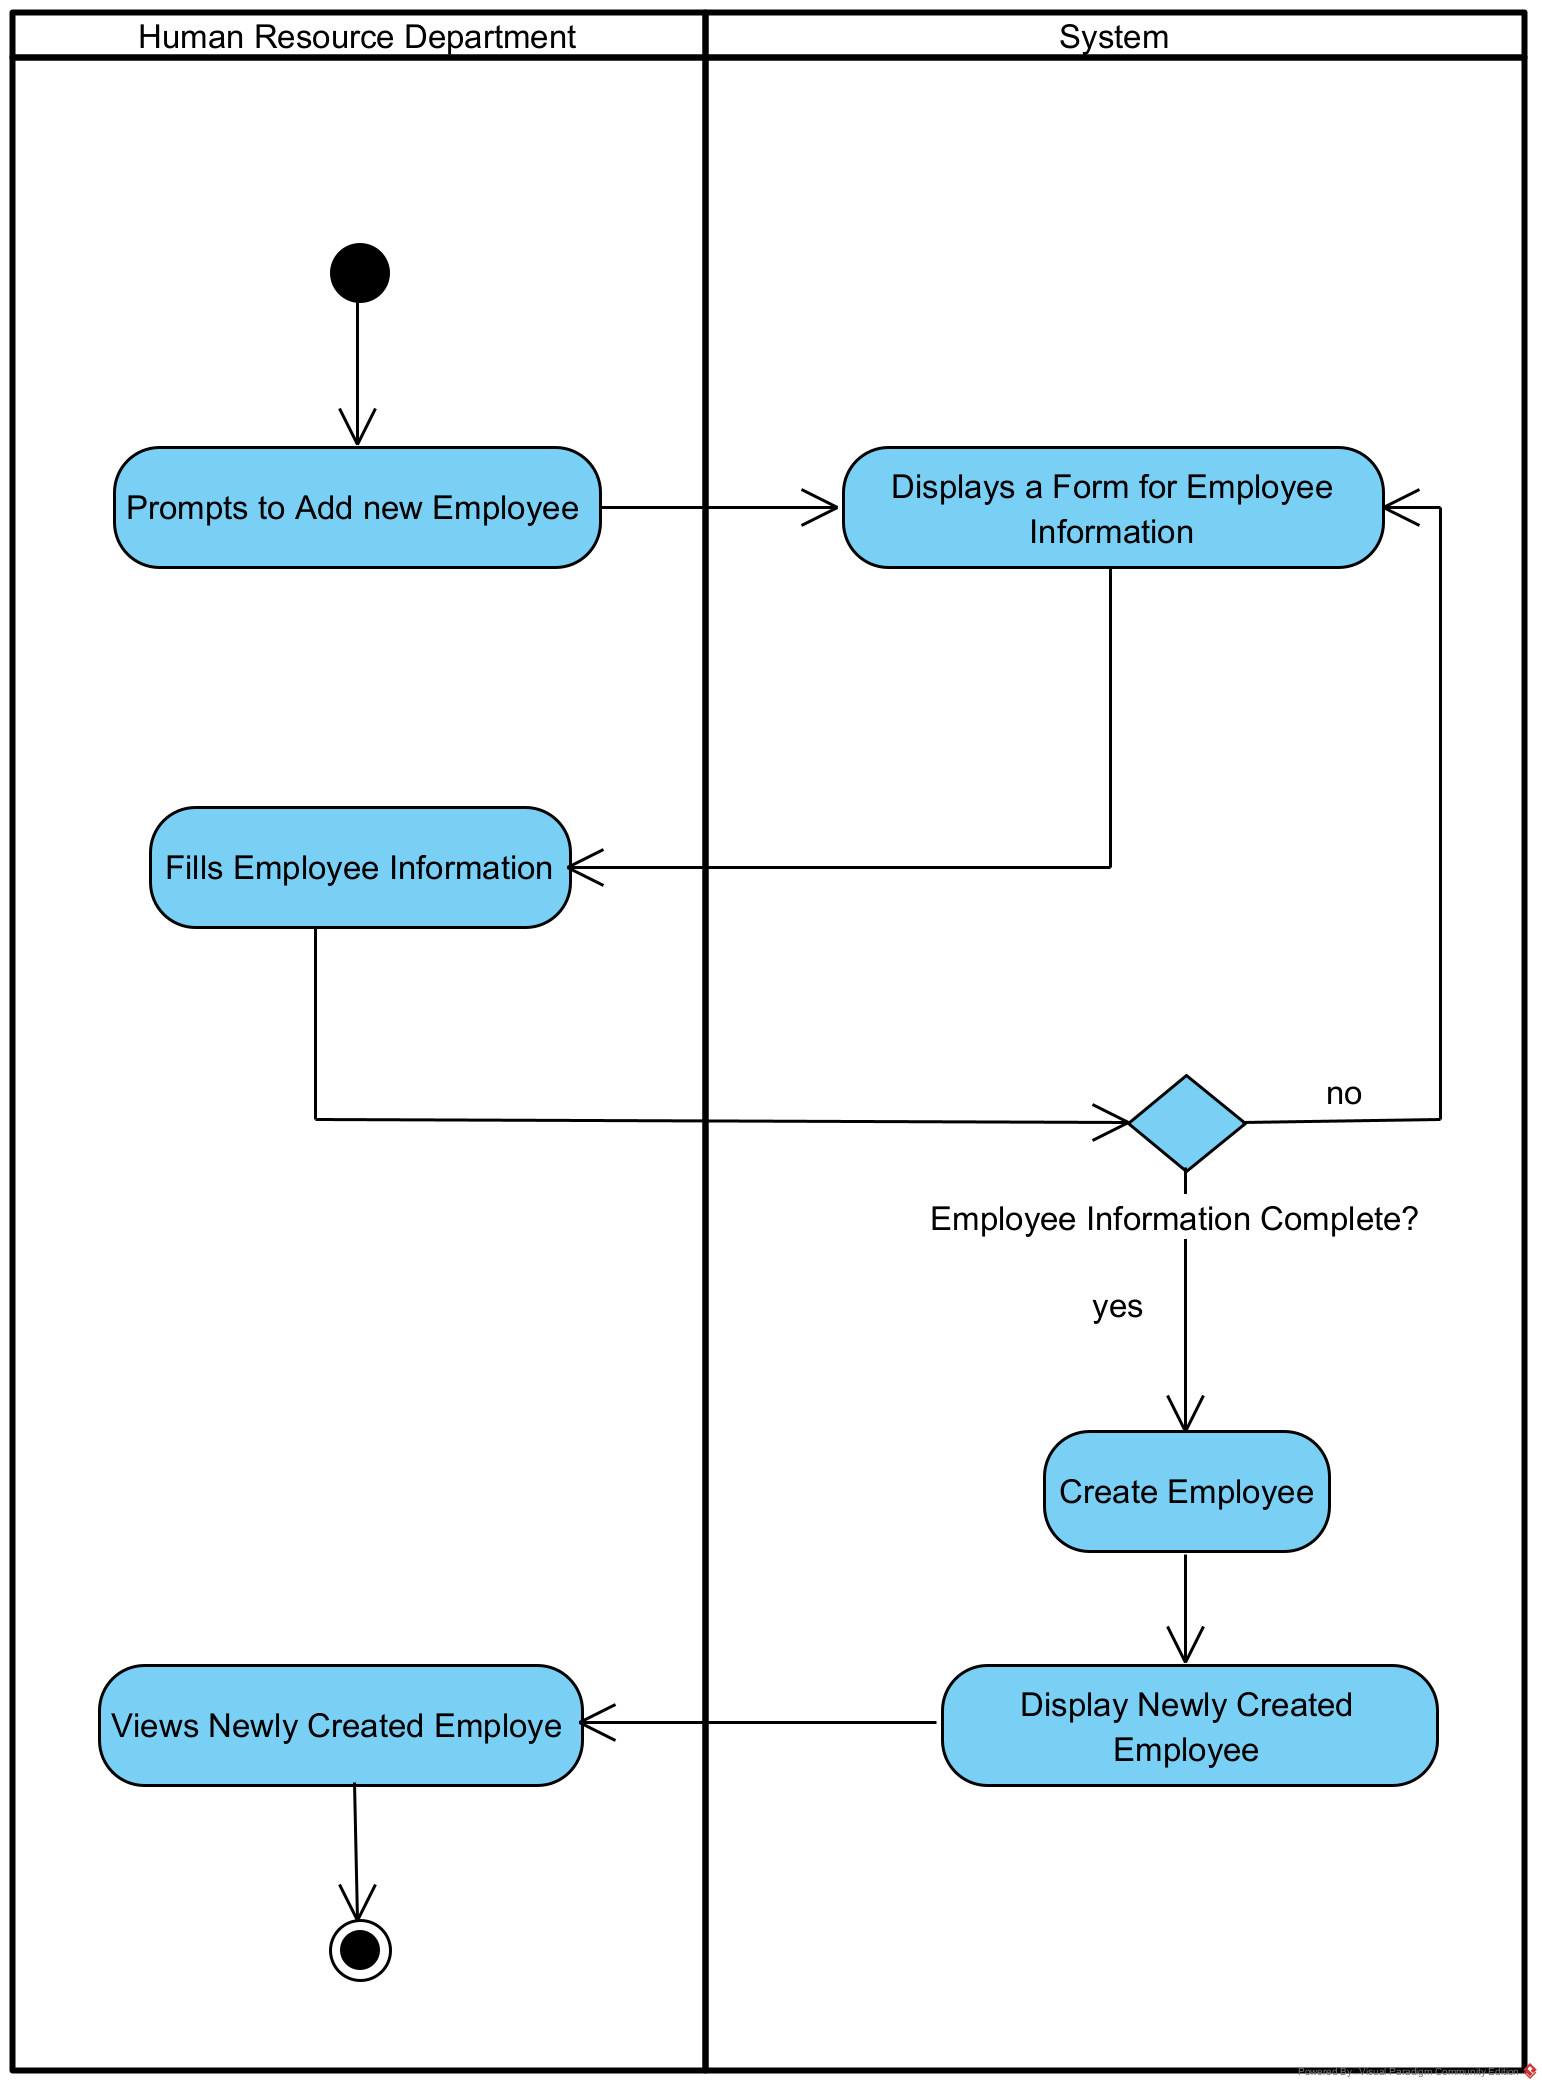 Human Resource Department
System
Prompts to Add new Employee
Displays a Form for Employee
Information
Fills Employee Information
no
Employee Information Complete?
yes
Create Employee
Views Newly Created Employe
Display Newly Created
Employee
Powered By: Visual Paradigm Community Edition